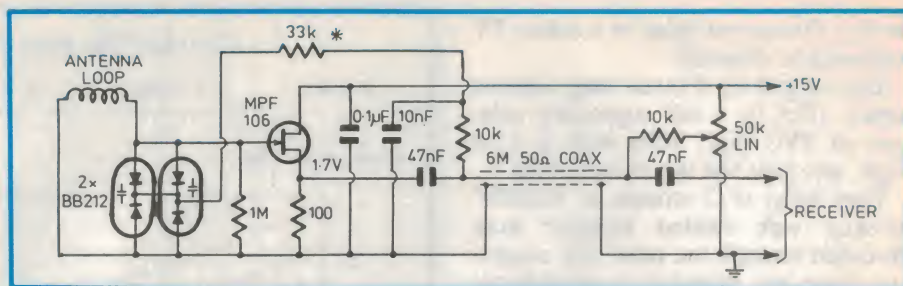 33k *
ANTENNA
LOOP
MPF
106
0.1µF
10nF
+15V
10k
10k
50k
LIN
1.7V
47nF
6M 50Ω COAX
47nF
2×
BB212
1M
100
RECEIVER